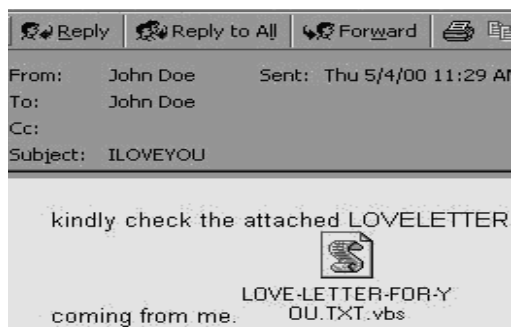 Reply Reply to All Forward
From: John Doe Sent: Thu 5/4/00 11:29 AM
To: John Doe
Cc:
Subject: ILOVEYOU
kindly check the attached LOVELETTER
LOVE-LETTER-FOR-Y
coming from me. OU.TXT.vbs